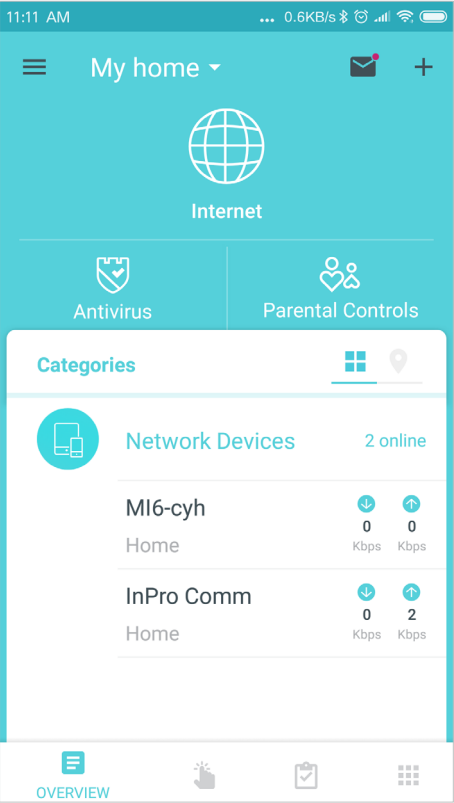 11:11 AM ... 0.6KB/s
My home
Internet
Antivirus Parental Controls
Categories
Network Devices 2 online
MI6-cyh
0 0
Home Kbps Kbps
InPro Comm
0 2
Home Kbps Kbps
OVERVIEW